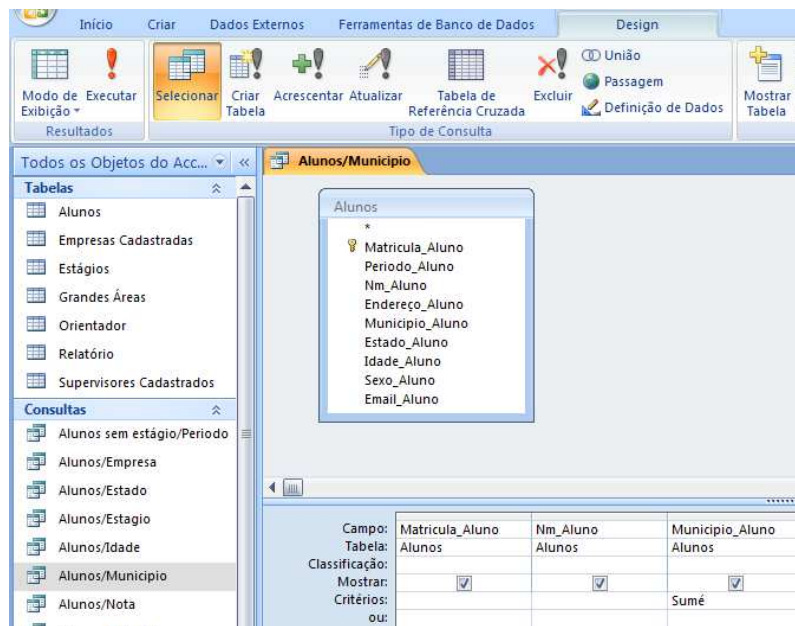 Início Criar Dados Externos Ferramentas de Banco de Dados Design
Modo de Exibição Executar
Resultados
Selecionar Criar Tabela Acrescentar Atualizar Tabela de Referência Cruzada Excluir
União
Passagem
Definição de Dados
Tipo de Consulta
Mostrar Tabela
Todos os Objetos do Acc...
Tabelas
Alunos
Empresas Cadastradas
Estágios
Grandes Áreas
Orientador
Relatório
Supervisores Cadastrados
Consultas
Alunos sem estágio/Periodo
Alunos/Empresa
Alunos/Estado
Alunos/Estagio
Alunos/Idade
Alunos/Municipio
Alunos/Nota
Alunos/Municipio
Alunos
*
Matricula_Aluno
Periodo_Aluno
Nm_Aluno
Endereço_Aluno
Municipio_Aluno
Estado_Aluno
Idade_Aluno
Sexo_Aluno
Email_Aluno
Campo: Matricula_Aluno Nm_Aluno Municipio_Aluno
Tabela: Alunos Alunos Alunos
Classificação:
Mostrar:
Critérios: Sumé
ou: